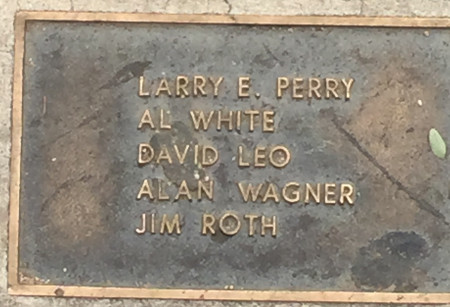 LARRY E. PERRY
AL WHITE
DAVID LEO
ALAN WAGNER
JIM ROTH